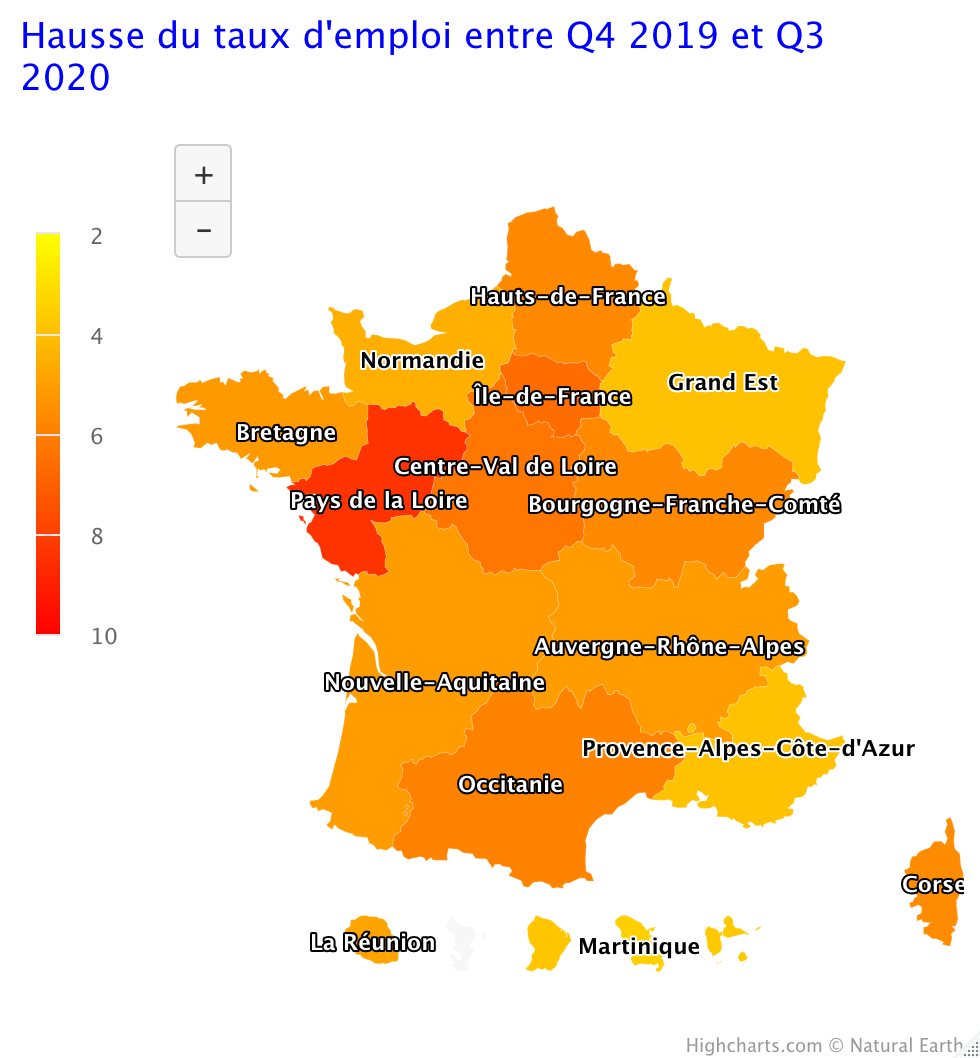 Hausse du taux d'emploi entre Q4 2019 et Q3
2020
+
−
2
4
6
8
10
Hauts-de-France
Normandie
Grand Est
Île-de-France
Bretagne
Centre-Val de Loire
Pays de la Loire
Bourgogne-Franche-Comté
Auvergne-Rhône-Alpes
Nouvelle-Aquitaine
Provence-Alpes-Côte-d'Azur
Occitanie
Corse
La Réunion
Martinique
Highcharts.com © Natural Earth